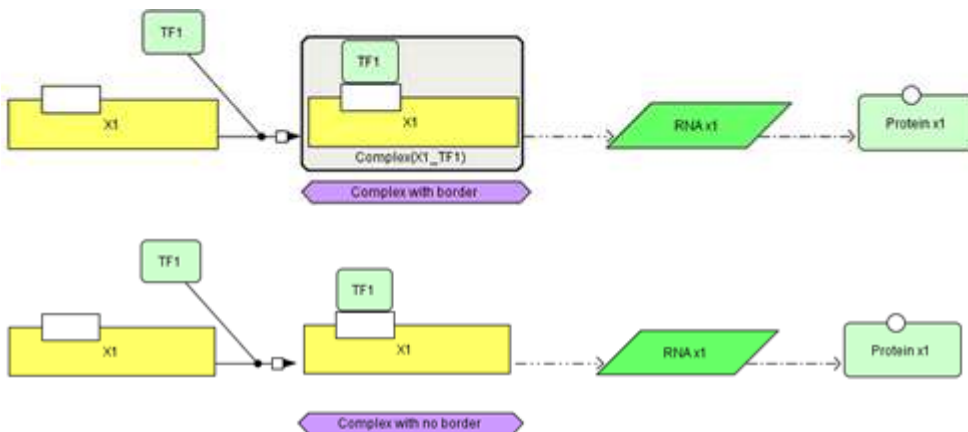 TF1
TF1
X1
X1
RNA x1
Protein x1
Complex(X1_TF1)
Complex with border
TF1
TF1
X1
X1
RNA x1
Protein x1
Complex with no border